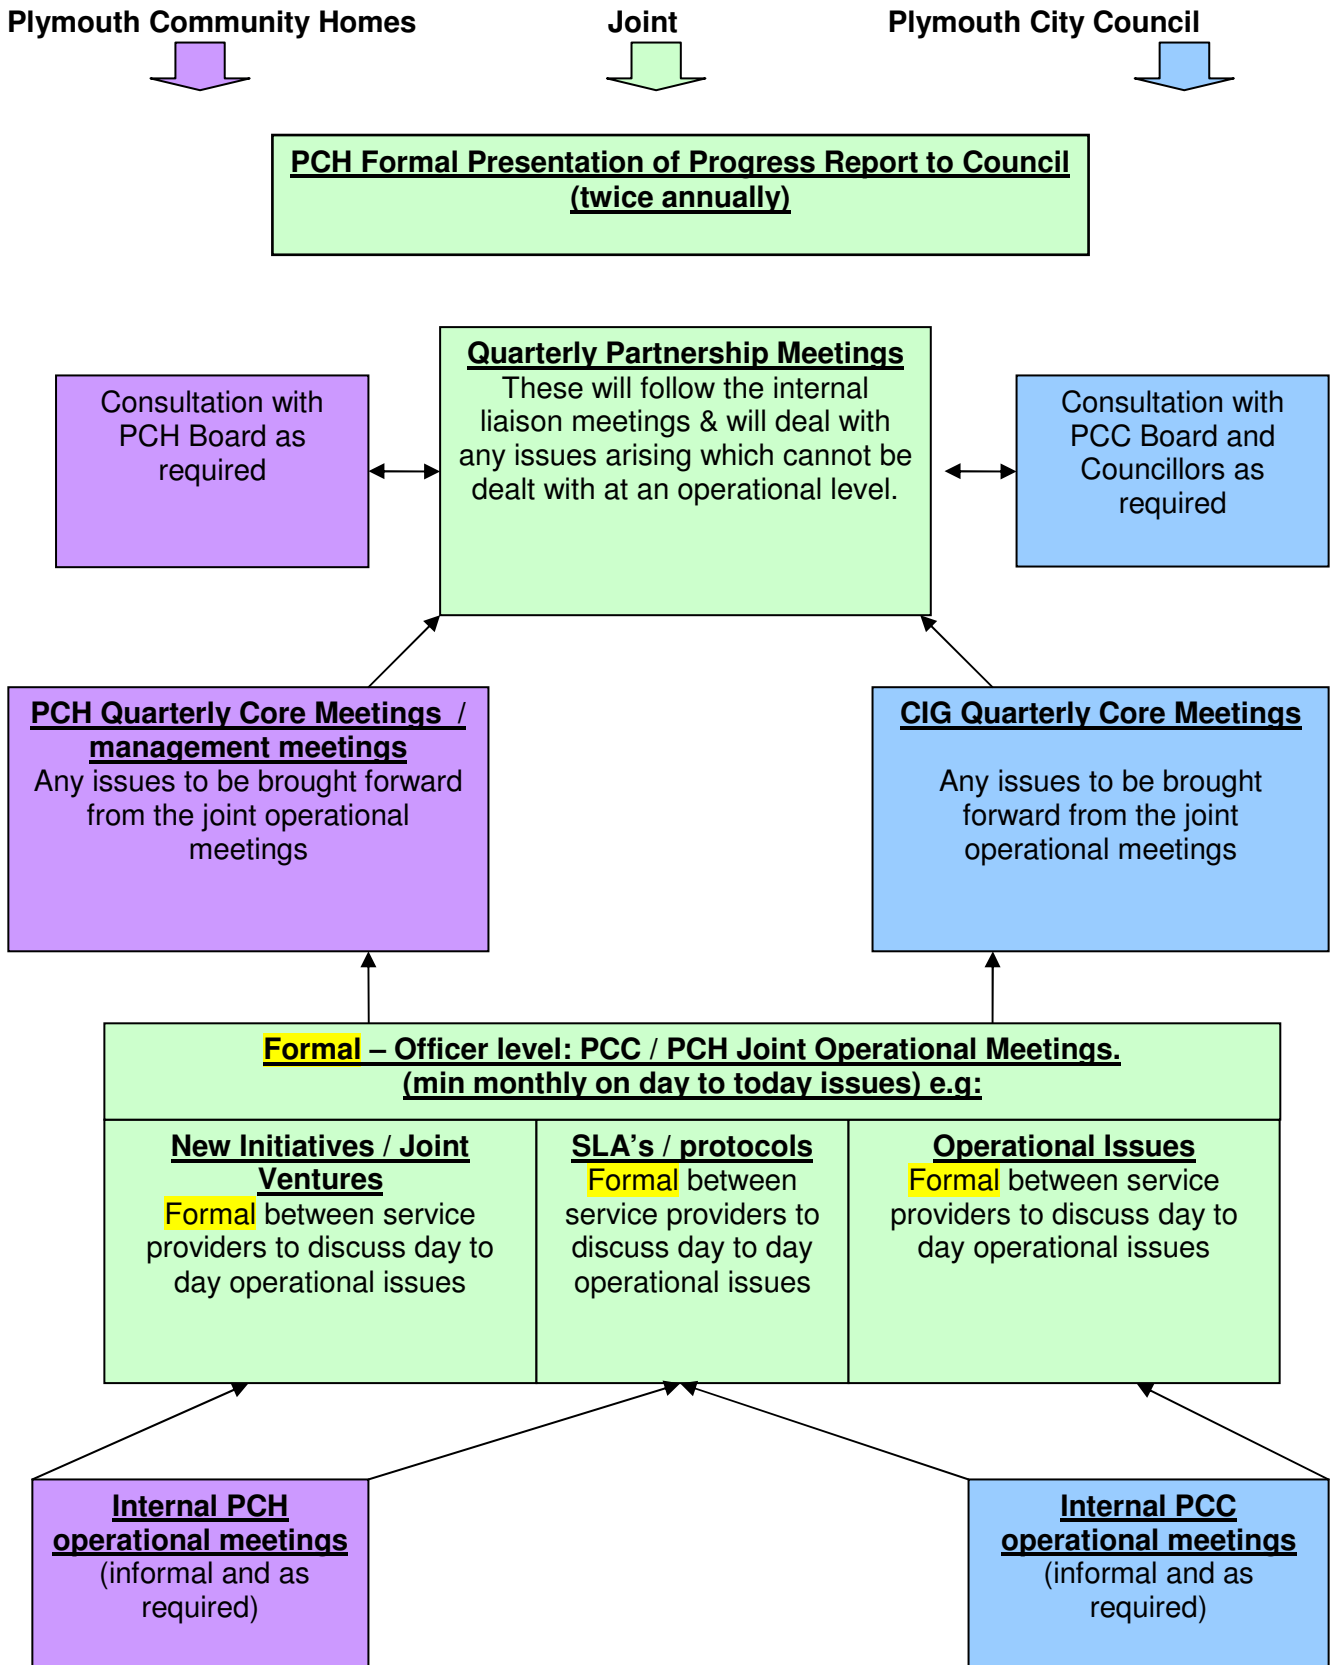 Plymouth Community Homes
Joint
Plymouth City Council
PCH Formal Presentation of Progress Report to Council
(twice annually)
Quarterly Partnership Meetings
These will follow the internal
liaison meetings & will deal with
any issues arising which cannot be
dealt with at an operational level.
Consultation with
PCH Board as
required
Consultation with
PCC Board and
Councillors as
required
PCH Quarterly Core Meetings /
management meetings
Any issues to be brought forward
from the joint operational
meetings
CIG Quarterly Core Meetings
Any issues to be brought
forward from the joint
operational meetings
Formal – Officer level: PCC / PCH Joint Operational Meetings.
(min monthly on day to today issues) e.g:
New Initiatives / Joint
Ventures
Formal between service
providers to discuss day to
day operational issues
SLA's / protocols
Formal between
service providers to
discuss day to day
operational issues
Operational Issues
Formal between service
providers to discuss day to
day operational issues
Internal PCH
operational meetings
(informal and as
required)
Internal PCC
operational meetings
(informal and as
required)